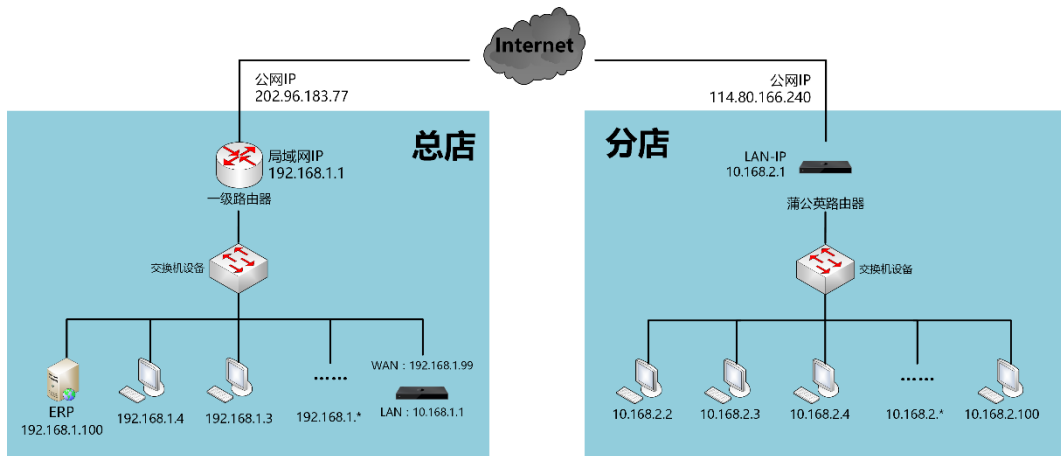 Internet
公网IP
202.96.183.77
公网IP
114.80.166.240
总店
局域网IP
192.168.1.1
一级路由器
交换机设备
WAN：192.168.1.99
……
LAN：10.168.1.1
ERP
192.168.1.100
192.168.1.4
192.168.1.3
192.168.1.*
分店
LAN-IP
10.168.2.1
蒲公英路由器
交换机设备
……
10.168.2.2
10.168.2.3
10.168.2.4
10.168.2.*
10.168.2.100